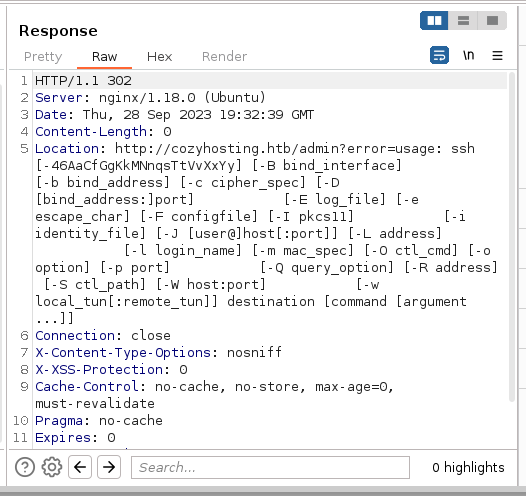 Response
Pretty Raw Hex Render \n
1 HTTP/1.1 302
2 Server: nginx/1.18.0 (Ubuntu)
3 Date: Thu, 28 Sep 2023 19:32:39 GMT
4 Content-Length: 0
5 Location: http://cozyhosting.htb/admin?error=usage: ssh
[-46AaCfGgKkMNnqsTtVvXxYy] [-B bind_interface]
[-b bind_address] [-c cipher_spec] [-D
[bind_address:]port] [-E log_file] [-e
escape_char] [-F configfile] [-I pkcs11] [-i
identity_file] [-J [user@]host[:port]] [-L address]
[-l login_name] [-m mac_spec] [-O ctl_cmd] [-o
option] [-p port] [-Q query_option] [-R address]
[-S ctl_path] [-W host:port] [-w
local_tun[:remote_tun]] destination [command [argument
...]]
6 Connection: close
7 X-Content-Type-Options: nosniff
8 X-XSS-Protection: 0
9 Cache-Control: no-cache, no-store, max-age=0,
must-revalidate
10 Pragma: no-cache
11 Expires: 0
Search... 0 highlights